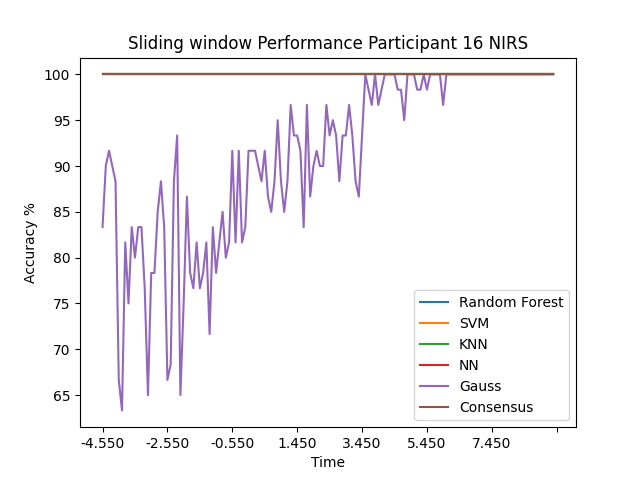 Sliding window Performance Participant 16 NIRS
100
95
90
85
80
75
70
65
Accuracy %
-4.550 -2.550 -0.550 1.450 3.450 5.450 7.450
Time
Random Forest
SVM
KNN
NN
Gauss
Consensus